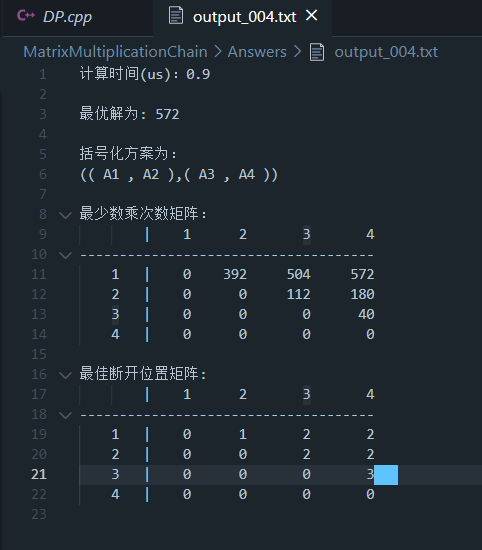 DP.cpp output_004.txt
MatrixMultiplicationChain > Answers > output_004.txt
1 计算时间(us)：0.9
2
3 最优解为: 572
4
5 括号化方案为：
6 (( A1 , A2 ),( A3 , A4 ))
7
8 最少数乘次数矩阵：
9 | 1 2 3 4
10 -------------------------------------
11 1 | 0 392 504 572
12 2 | 0 0 112 180
13 3 | 0 0 0 40
14 4 | 0 0 0 0
15
16 最佳断开位置矩阵：
17 | 1 2 3 4
18 -------------------------------------
19 1 | 0 1 2 2
20 2 | 0 0 2 2
21 3 | 0 0 0 3
22 4 | 0 0 0 0
23